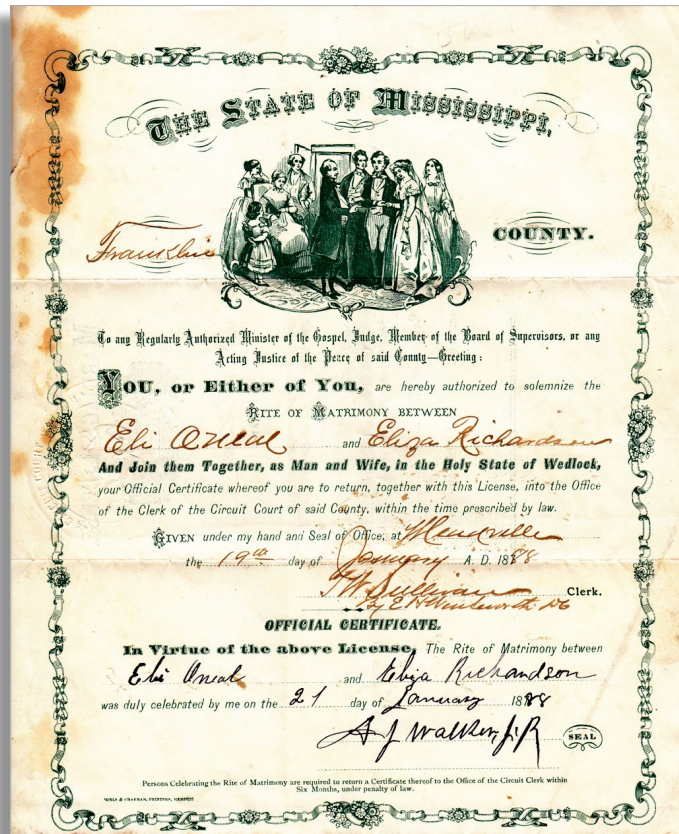 THE STATE OF MISSISSIPPI,
Franklin COUNTY.
To any Regularly Authorized Minister of the Gospel, Judge, Member of the Board of Supervisors, or any
Acting Justice of the Peace of said County—Greeting:
YOU, or Either of You, are hereby authorized to solemnize the
RITE OF MATRIMONY BETWEEN
Eli Oneal and Eliza Richardson
And Join them Together, as Man and Wife, in the Holy State of Wedlock,
your Official Certificate whereof you are to return, together with this License, into the Office
of the Clerk of the Circuit Court of said County, within the time prescribed by law.
GIVEN under my hand and Seal of Office, at Meadville
the 19th day of January A. D. 1888
Sullivan Clerk.
by
OFFICIAL CERTIFICATE.
In Virtue of the above License, The Rite of Matrimony between
Eli Oneal and Eliza Richardson
was duly celebrated by me on the 21 day of January 1888
A J Walker, J.P. SEAL
Persons Celebrating the Rite of Matrimony are required to return a Certificate thereof to the Office of the Circuit Clerk within
Six Months, under penalty of law.